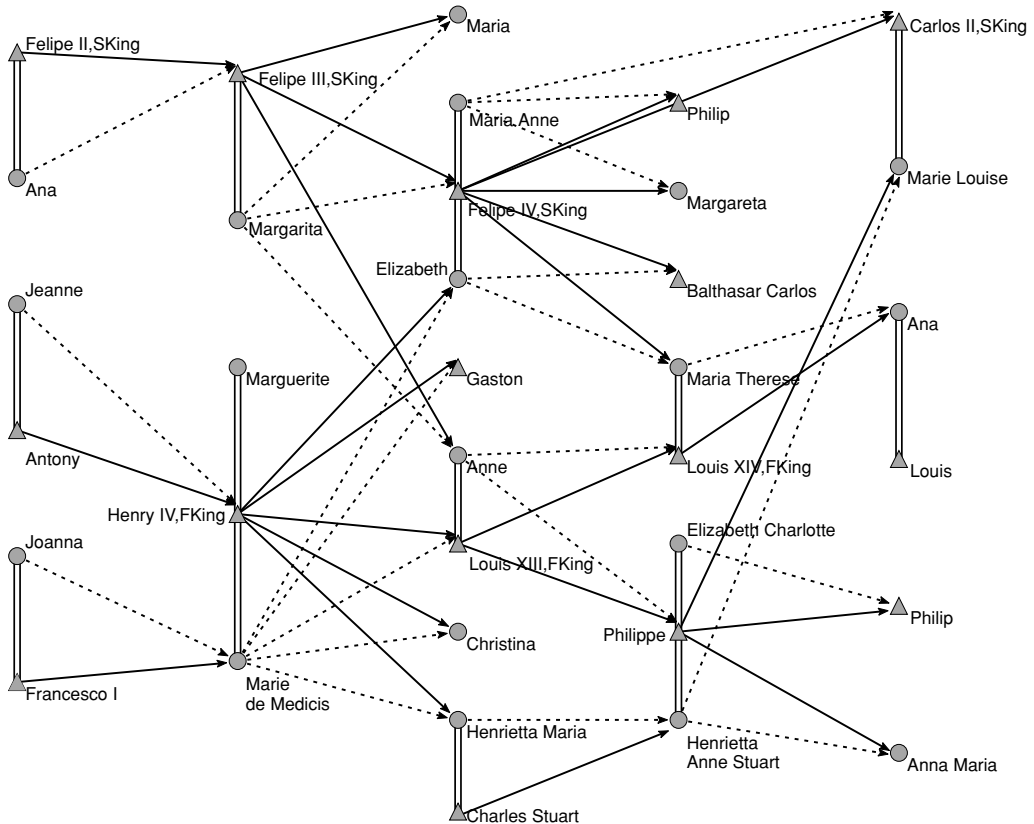 Felipe II,SKing
Ana
Jeanne
Antony
Joanna
Francesco I
Felipe III,SKing
Margarita
Marguerite
Henry IV,FKing
Marie
de Medicis
Maria
Maria Anne
Felipe IV,SKing
Elizabeth
Gaston
Anne
Louis XIII,FKing
Christina
Henrietta Maria
Charles Stuart
Philip
Margareta
Balthasar Carlos
Maria Therese
Louis XIV,FKing
Elizabeth Charlotte
Philippe
Henrietta
Anne Stuart
Carlos II,SKing
Marie Louise
Ana
Louis
Philip
Anna Maria